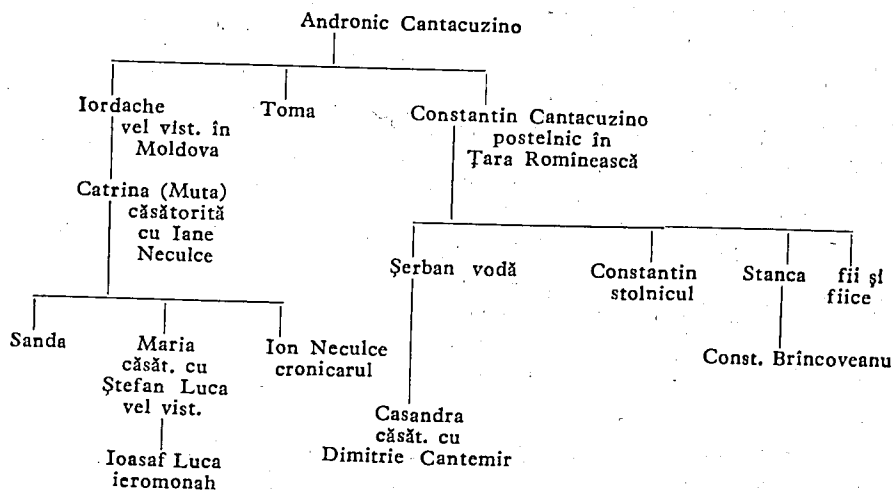 Andronic Cantacuzino
Iordache
vel vist. în
Moldova
Toma
Constantin Cantacuzino
postelnic în
Țara Romînească
Catrina (Muta)
căsătorită
cu Iane
Neculce
Șerban vodă
Constantin
stolnicul
Stanca
fii și
fiice
Sanda
Maria
căsăt. cu
Ștefan Luca
vel vist.
Ion Neculce
cronicarul
Const. Brîncoveanu
Casandra
căsăt. cu
Dimitrie Cantemir
Ioasaf Luca
ieromonah